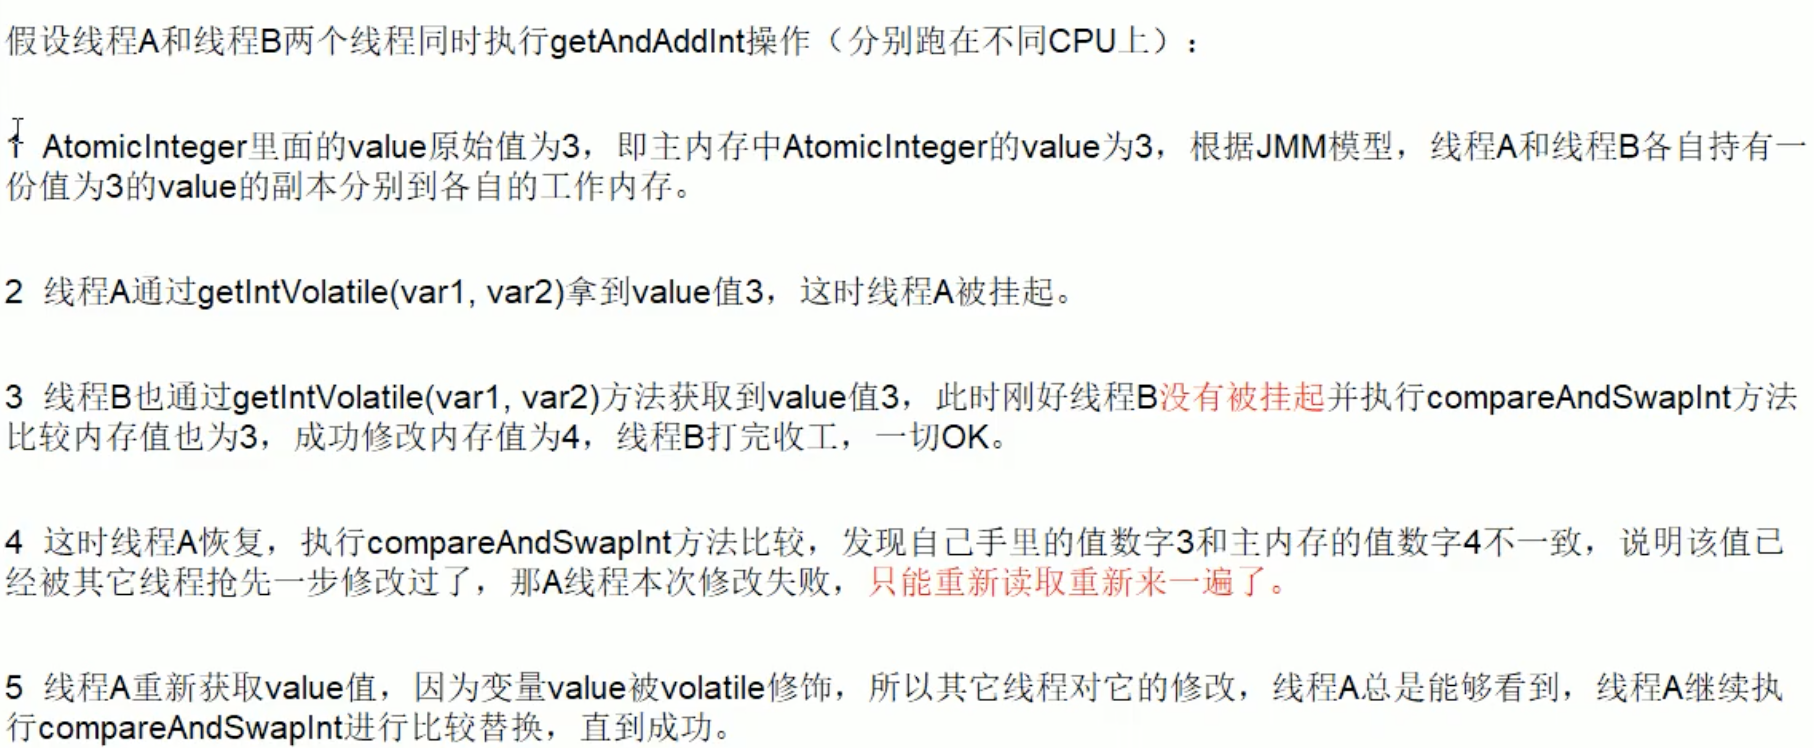 假设线程A和线程B两个线程同时执行getAndAddInt操作（分别跑在不同CPU上）：
1 AtomicInteger里面的value原始值为3，即主内存中AtomicInteger的value为3，根据JMM模型，线程A和线程B各自持有一
份值为3的value的副本分别到各自的工作内存。
2 线程A通过getIntVolatile(var1, var2)拿到value值3，这时线程A被挂起。
3 线程B也通过getIntVolatile(var1, var2)方法获取到value值3，此时刚好线程B没有被挂起并执行compareAndSwapInt方法
比较内存值也为3，成功修改内存值为4，线程B打完收工，一切OK。
4 这时线程A恢复，执行compareAndSwapInt方法比较，发现自己手里的值数字3和主内存的值数字4不一致，说明该值已
经被其它线程抢先一步修改过了，那A线程本次修改失败，只能重新读取重新来一遍了。
5 线程A重新获取value值，因为变量value被volatile修饰，所以其它线程对它的修改，线程A总是能够看到，线程A继续执
行compareAndSwapInt进行比较替换，直到成功。